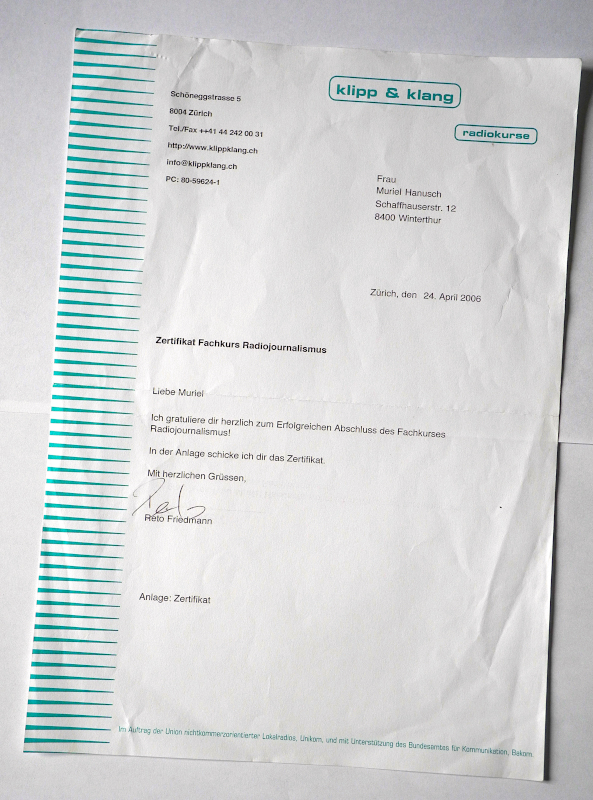 klipp & klang
radiokurse
Schöneggstrasse 5
8004 Zürich
Tel./Fax ++41 44 242 00 31
http://www.klippklang.ch
info@klippklang.ch
PC: 80-59624-1
Frau
Muriel Hanusch
Schaffhauserstr. 12
8400 Winterthur
Zürich, den 24. April 2006
Zertifikat Fachkurs Radiojournalismus
Liebe Muriel
Ich gratuliere dir herzlich zum Erfolgreichen Abschluss des Fachkurses
Radiojournalismus!
In der Anlage schicke ich dir das Zertifikat.
Mit herzlichen Grüssen,
Reto Friedmann
Anlage: Zertifikat
Im Auftrag der Union nichtkommerzorientierter Lokalradios, Unikom, und mit Unterstützung des Bundesamtes für Kommunikation, Bakom.